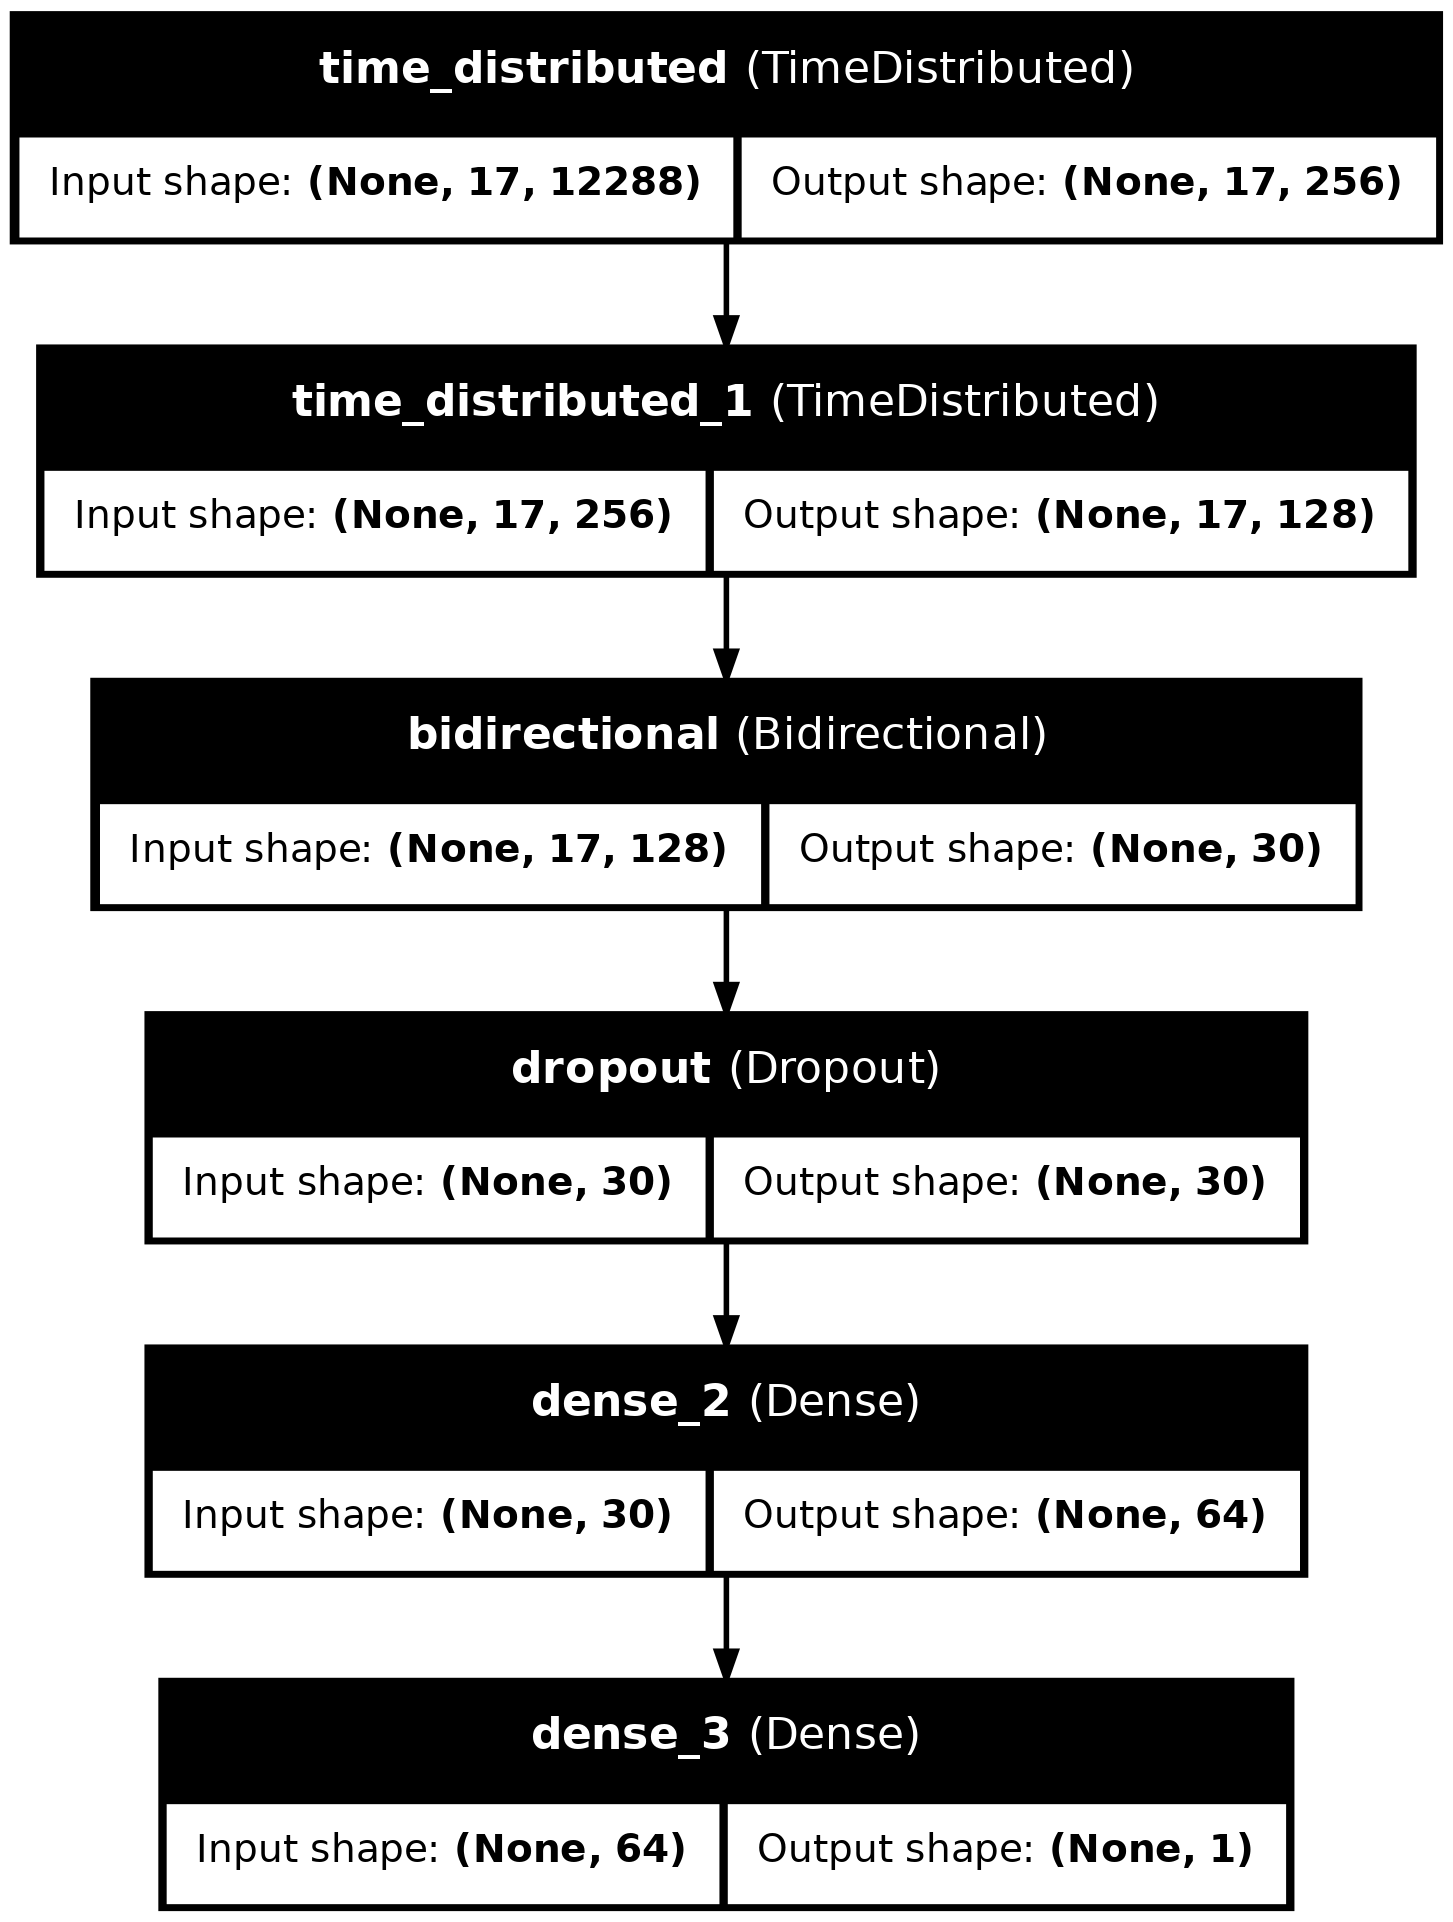 time_distributed (TimeDistributed)
Input shape: (None, 17, 12288) Output shape: (None, 17, 256)
time_distributed_1 (TimeDistributed)
Input shape: (None, 17, 256) Output shape: (None, 17, 128)
bidirectional (Bidirectional)
Input shape: (None, 17, 128) Output shape: (None, 30)
dropout (Dropout)
Input shape: (None, 30) Output shape: (None, 30)
dense_2 (Dense)
Input shape: (None, 30) Output shape: (None, 64)
dense_3 (Dense)
Input shape: (None, 64) Output shape: (None, 1)